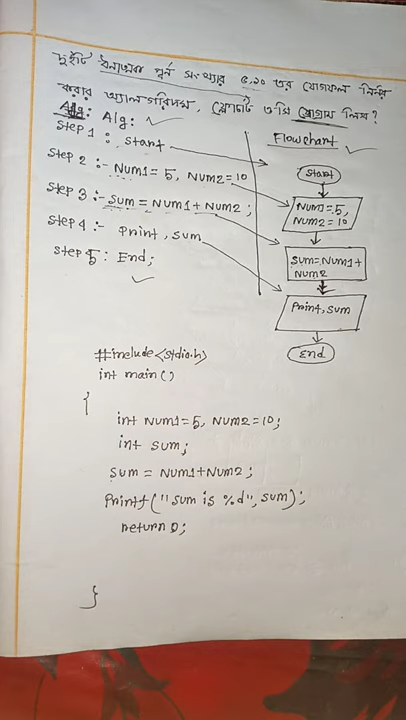 দুইটি ধনাত্মক পূর্ন সংখ্যার ৫,১০ এর যোগফল নির্নয়
করার অ্যালগরিদম, ফ্লোচার্ট ও সি প্রোগ্রাম লিখ?
Alg: Alg:
Step 1 : Start
Step 2 :- Num1 = 5, Num2 = 10
Step 3 :- Sum = Num1 + Num2 ;
Step 4 :- Print, Sum
Step 5 : End;
Flowchart
Start
Num1 = 5,
Num2 = 10
Sum = Num1 +
Num2
Print, Sum
End
#include <stdio.h>
int main ()
{
int Num1 = 5, Num2 = 10;
int Sum;
Sum = Num1 + Num2 ;
Printf ("Sum is %d", Sum);
return 0;
}